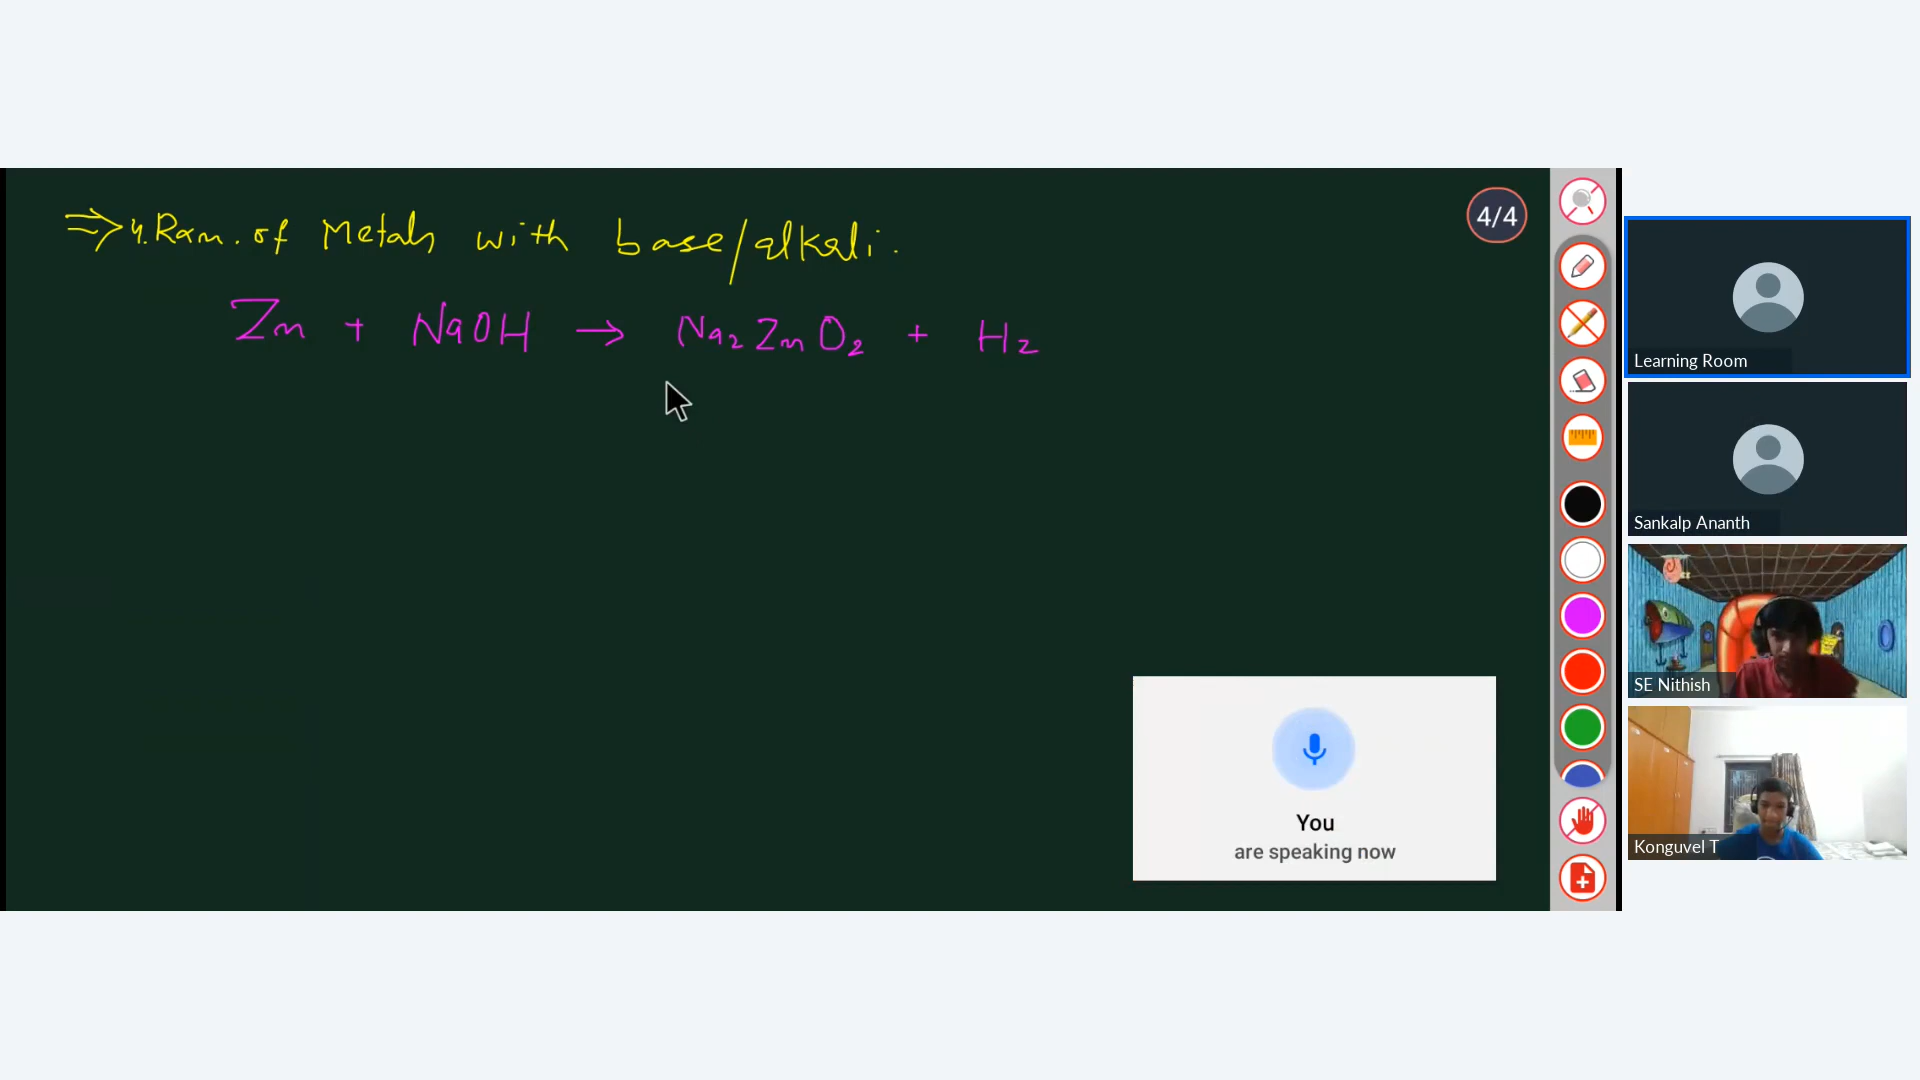 ⇒ 4. Rxn. of Metals with base/alkali.
Zn + NaOH → Na₂ZnO₂ + H₂
4/4
You
are speaking now
Learning Room
Sankalp Ananth
SE Nithish
Konguvel T